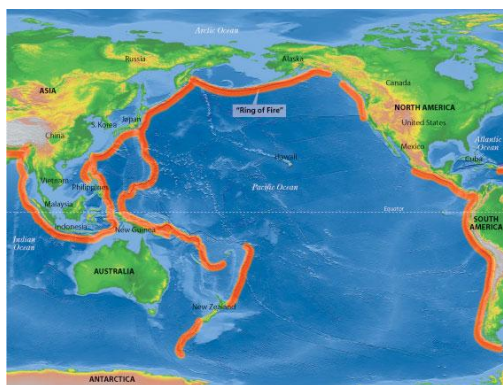 Arctic Ocean
Russia
Alaska
ASIA
Canada
"Ring of Fire"
NORTH AMERICA
Japan
S. Korea
United States
China
Atlantic
Ocean
Mexico
Hawaii
Cuba
Vietnam
Philippines
Pacific Ocean
Malaysia
Equator
Indonesia
New Guinea
SOUTH
AMERICA
Indian
Ocean
AUSTRALIA
New Zealand
ANTARCTICA